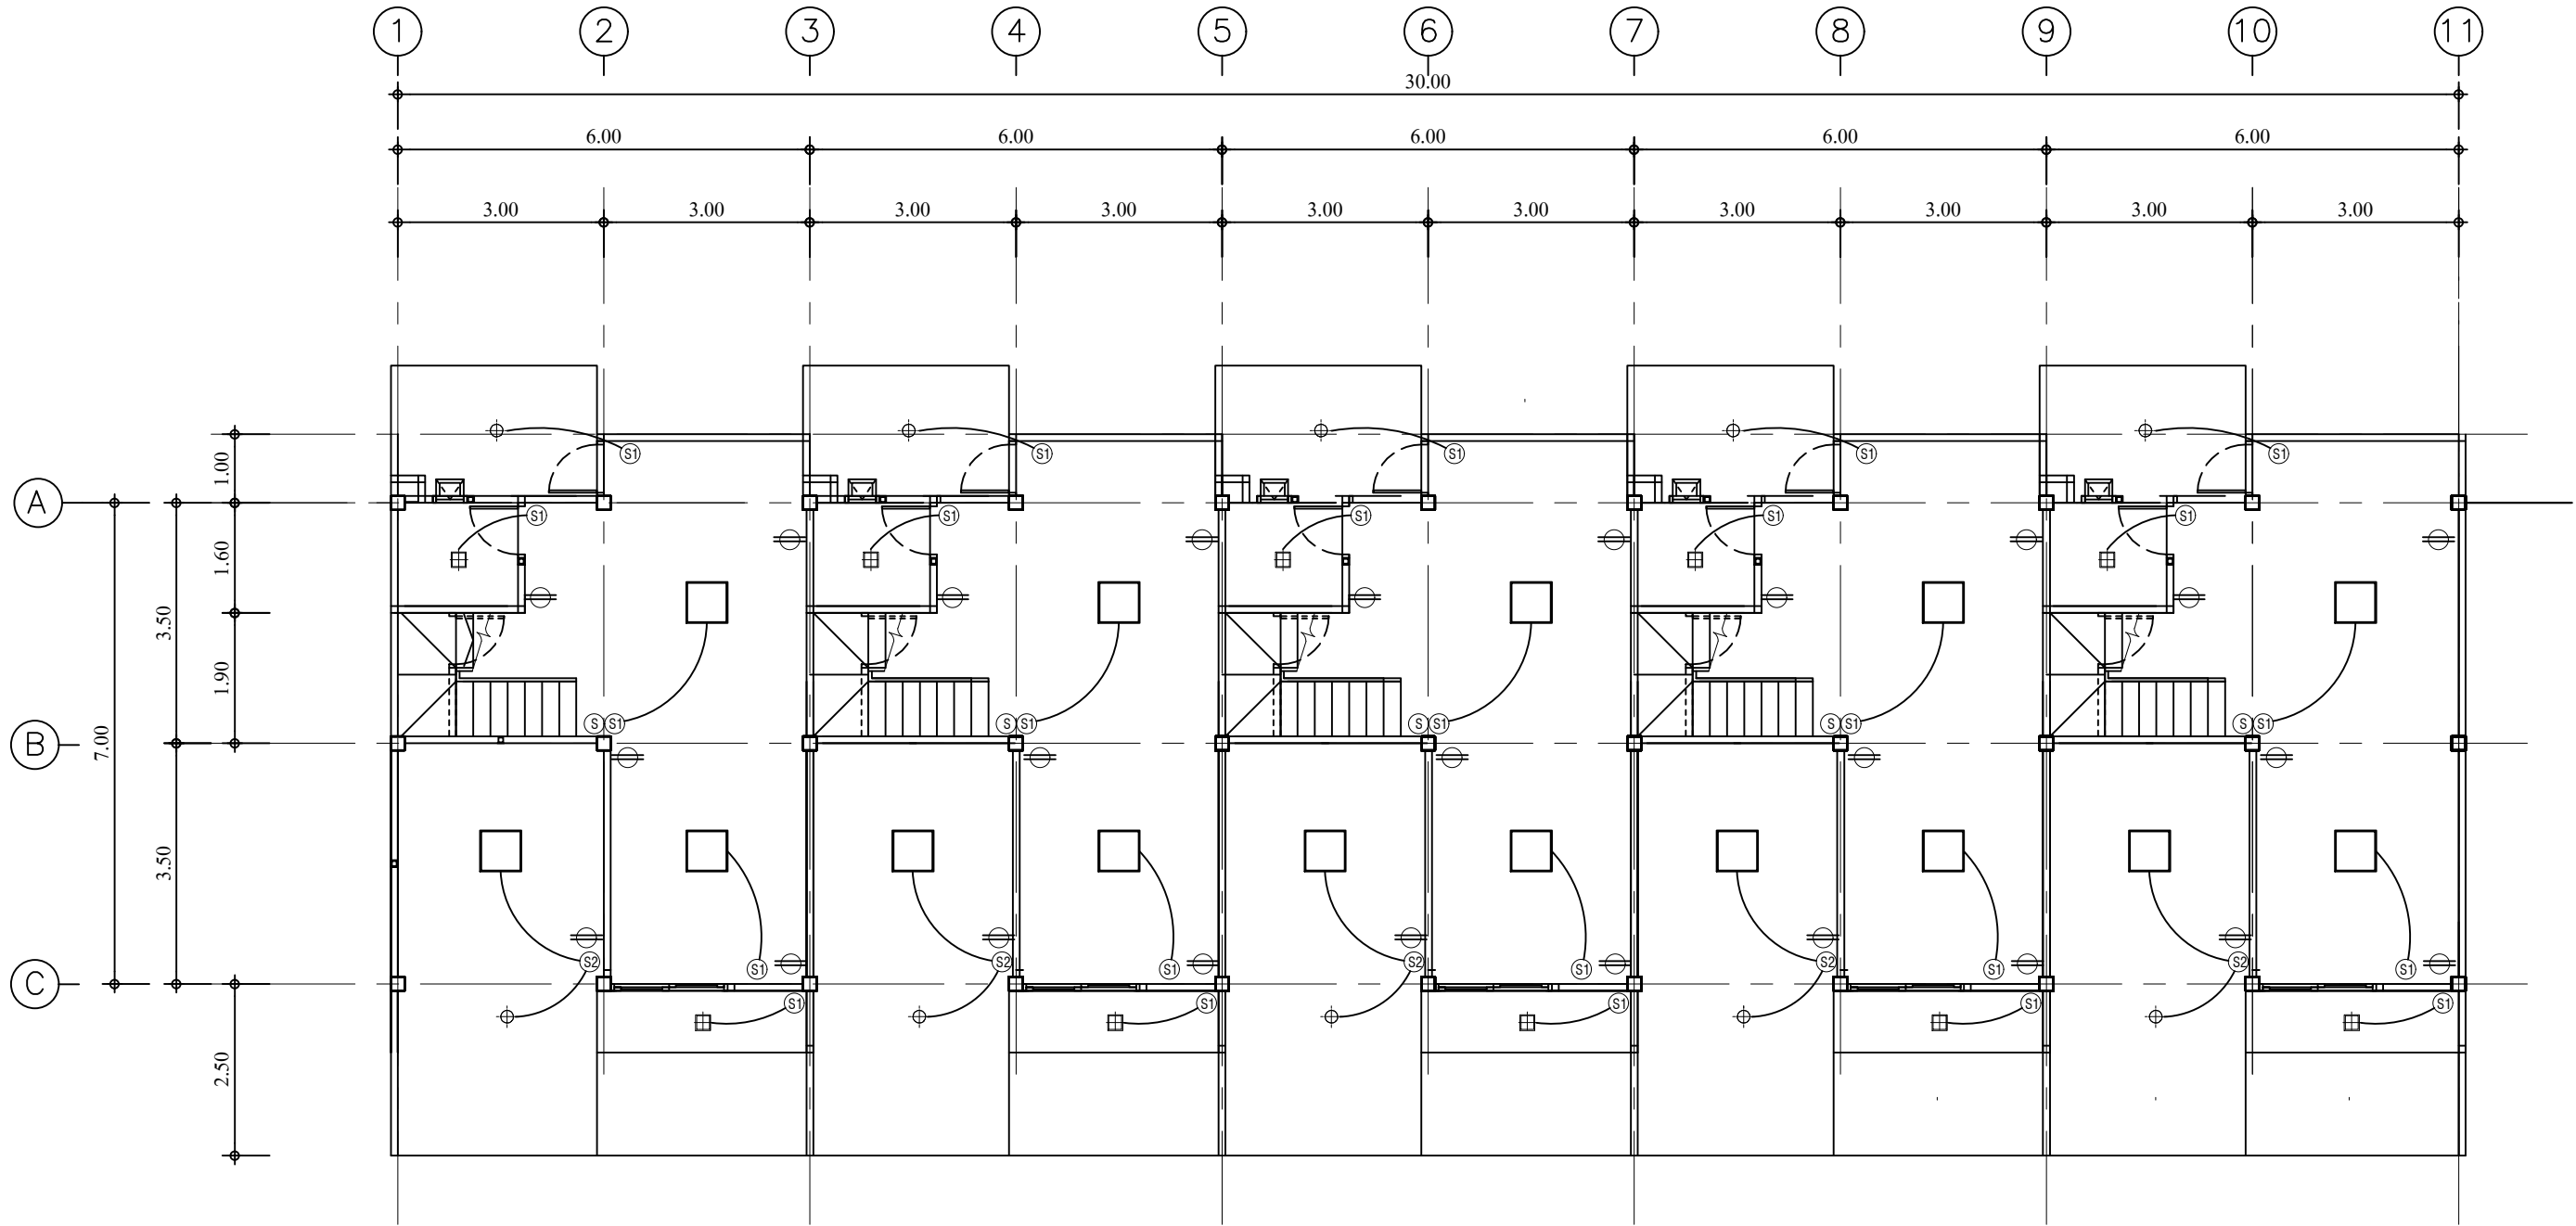 1 2 3 4 5 6 7 8 9 10 11
30.00
6.00 6.00 6.00 6.00 6.00
3.00 3.00 3.00 3.00 3.00 3.00 3.00 3.00 3.00 3.00
S1 S1 S1 S1 S1
1.00
A
S1 S1 S1 S1 S1
1.60
3.50
1.90
S S1 S S1 S S1 S S1 S S1
B
7.00
3.50
S2 S1 S2 S1 S2 S1 S2 S1 S2 S1
C
S1 S1 S1 S1 S1
2.50